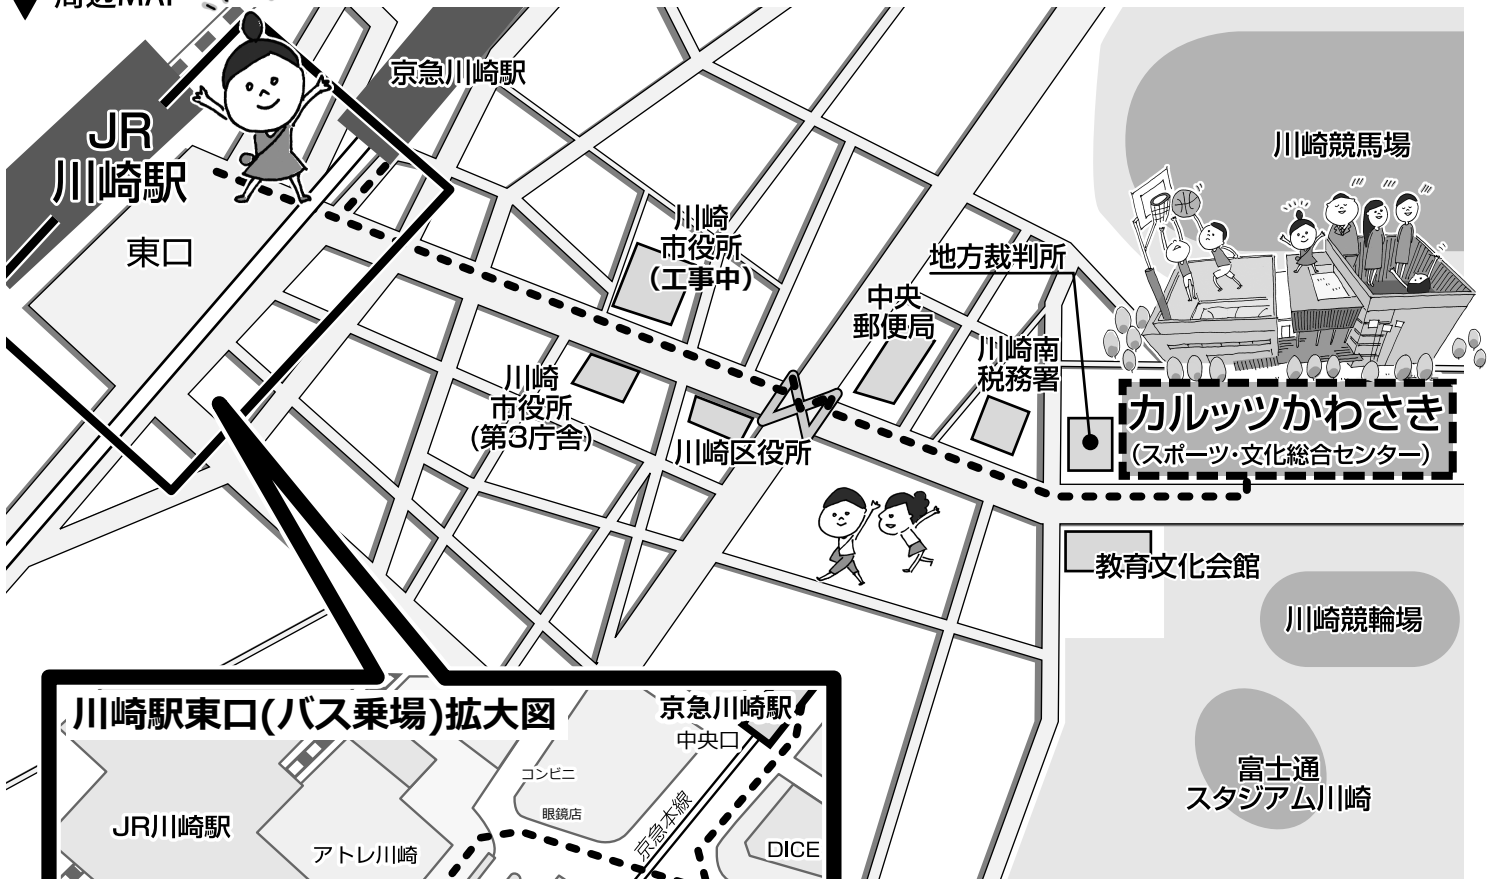 周辺MAP
京急川崎駅
JR
川崎駅
東口
川崎
市役所
(工事中)
川崎競馬場
地方裁判所
中央
郵便局
川崎南
税務署
川崎
市役所
(第3庁舎)
川崎区役所
カルッツかわさき
(スポーツ・文化総合センター)
教育文化会館
川崎競輪場
富士通
スタジアム川崎
川崎駅東口(バス乗場)拡大図
京急川崎駅
中央口
コンビニ
眼鏡店
京急本線
JR川崎駅
アトレ川崎
DICE